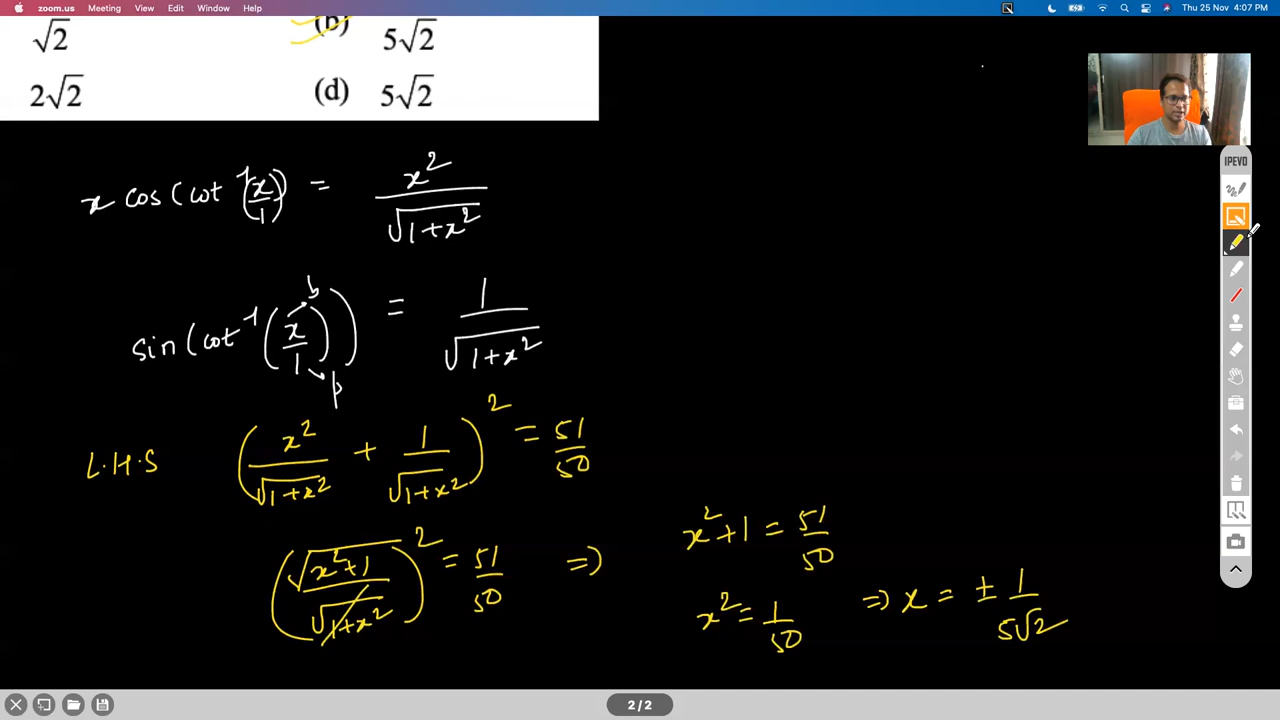 zoom.us Meeting View Edit Window Help Thu 25 Nov 4:07 PM
√2 (b) 5√2
2√2 (d) 5√2
IPEVO
x cos(cot⁻¹(x/1)) = x²/√(1+x²)
b
sin(cot⁻¹(x/1)) = 1/√(1+x²)
p
L.H.S (x²/√(1+x²) + 1/√(1+x²))² = 51/50
(√(x²+1)/√(1+x²))² = 51/50 ⇒ x²+1 = 51/50
x² = 1/50 ⇒ x = ± 1/5√2
2 / 2